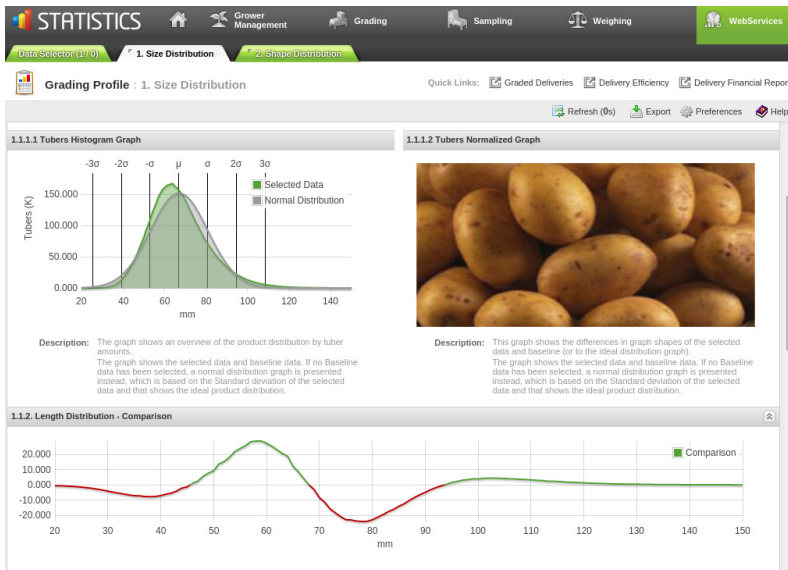 STATISTICS
Grower
Management
Grading
Sampling
Weighing
WebServices
Data Selector (1 / 0)
1. Size Distribution
2. Shape Distribution
Grading Profile : 1. Size Distribution
Quick Links:
Graded Deliveries
Delivery Efficiency
Delivery Financial Repor
Refresh (0s)
Export
Preferences
Help
1.1.1.1 Tubers Histogram Graph
-3σ -2σ -σ μ σ 2σ 3σ
Selected Data
Normal Distribution
Tubers (K)
150.000
100.000
50.000
0.000
20 40 60 80 100 120 140
mm
Description: The graph shows an overview of the product distribution by tuber
amounts.
The graph shows the selected data and baseline data. If no Baseline
data has been selected, a normal distribution graph is presented
instead, which is based on the Standard deviation of the selected
data and that shows the ideal product distribution.
1.1.1.2 Tubers Normalized Graph
Description: This graph shows the differences in graph shapes of the selected
data and baseline (or to the ideal distribution graph).
The graph shows the selected data and baseline data. If no Baseline
data has been selected, a normal distribution graph is presented
instead, which is based on the Standard deviation of the selected
data and that shows the ideal product distribution.
1.1.2. Length Distribution - Comparison
Comparison
20.000
10.000
0.000
-10.000
-20.000
20 30 40 50 60 70 80 90 100 110 120 130 140 150
mm